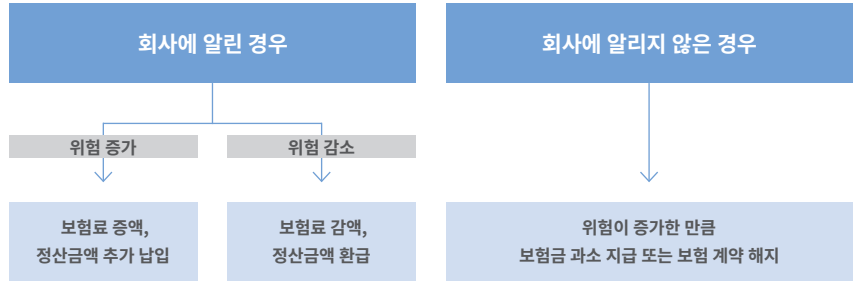 회사에 알린 경우
회사에 알리지 않은 경우
위험 증가
위험 감소
보험료 증액,
정산금액 추가 납입
보험료 감액,
정산금액 환급
위험이 증가한 만큼
보험금 과소 지급 또는 보험 계약 해지